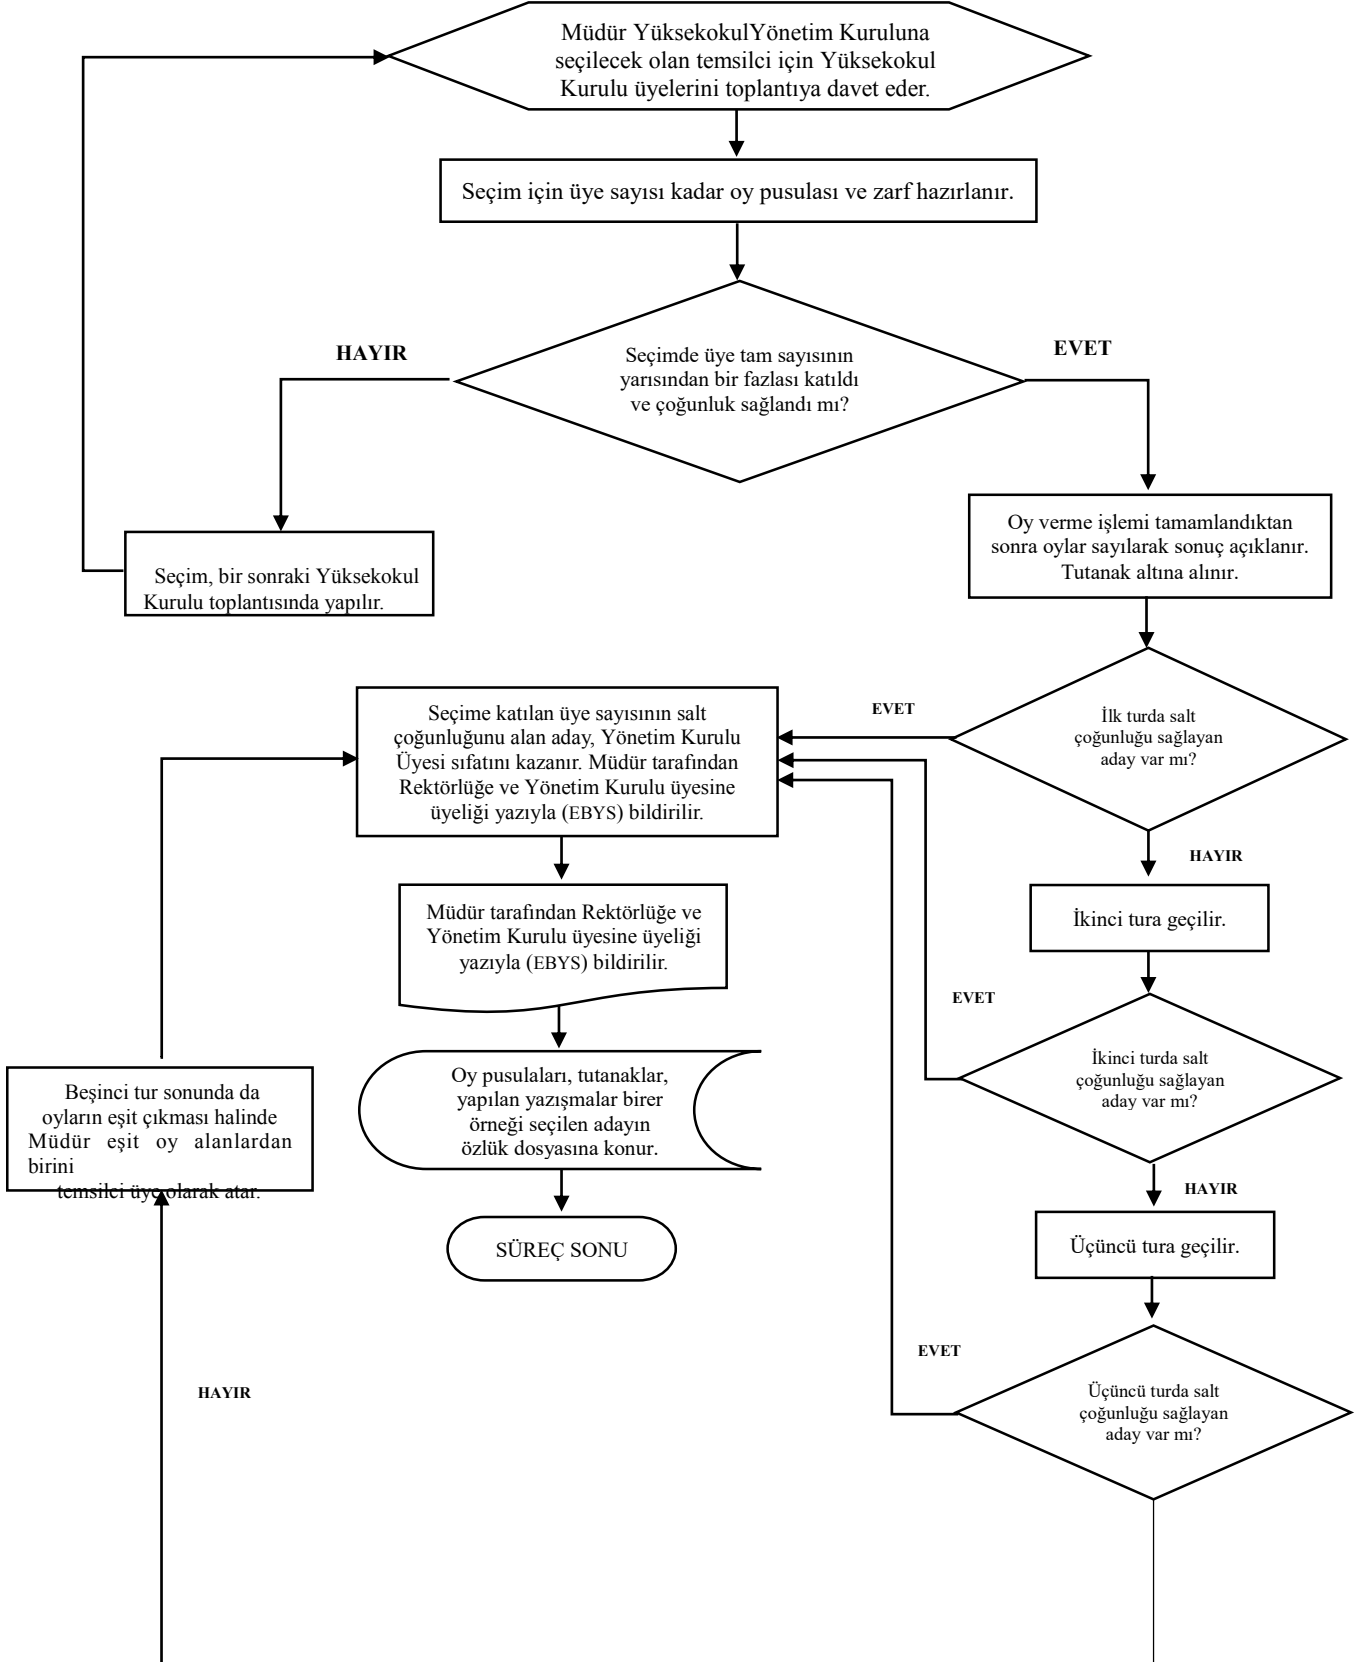 Müdür YüksekokulYönetim Kuruluna
seçilecek olan temsilci için Yüksekokul
Kurulu üyelerini toplantıya davet eder.
Seçim için üye sayısı kadar oy pusulası ve zarf hazırlanır.
HAYIR
EVET
Seçimde üye tam sayısının
yarısından bir fazlası katıldı
ve çoğunluk sağlandı mı?
Oy verme işlemi tamamlandıktan
sonra oylar sayılarak sonuç açıklanır.
Tutanak altına alınır.
Seçim, bir sonraki Yüksekokul
Kurulu toplantısında yapılır.
EVET
İlk turda salt
çoğunluğu sağlayan
aday var mı?
Seçime katılan üye sayısının salt
çoğunluğunu alan aday, Yönetim Kurulu
Üyesi sıfatını kazanır. Müdür tarafından
Rektörlüğe ve Yönetim Kurulu üyesine
üyeliği yazıyla (EBYS) bildirilir.
HAYIR
İkinci tura geçilir.
Müdür tarafından Rektörlüğe ve
Yönetim Kurulu üyesine üyeliği
yazıyla (EBYS) bildirilir.
EVET
İkinci turda salt
çoğunluğu sağlayan
aday var mı?
Oy pusulaları, tutanaklar,
yapılan yazışmalar birer
örneği seçilen adayın
özlük dosyasına konur.
Beşinci tur sonunda da
oyların eşit çıkması halinde
Müdür eşit oy alanlardan
birini
temsilci üye olarak atar.
HAYIR
Üçüncü tura geçilir.
SÜREÇ SONU
EVET
Üçüncü turda salt
çoğunluğu sağlayan
aday var mı?
HAYIR